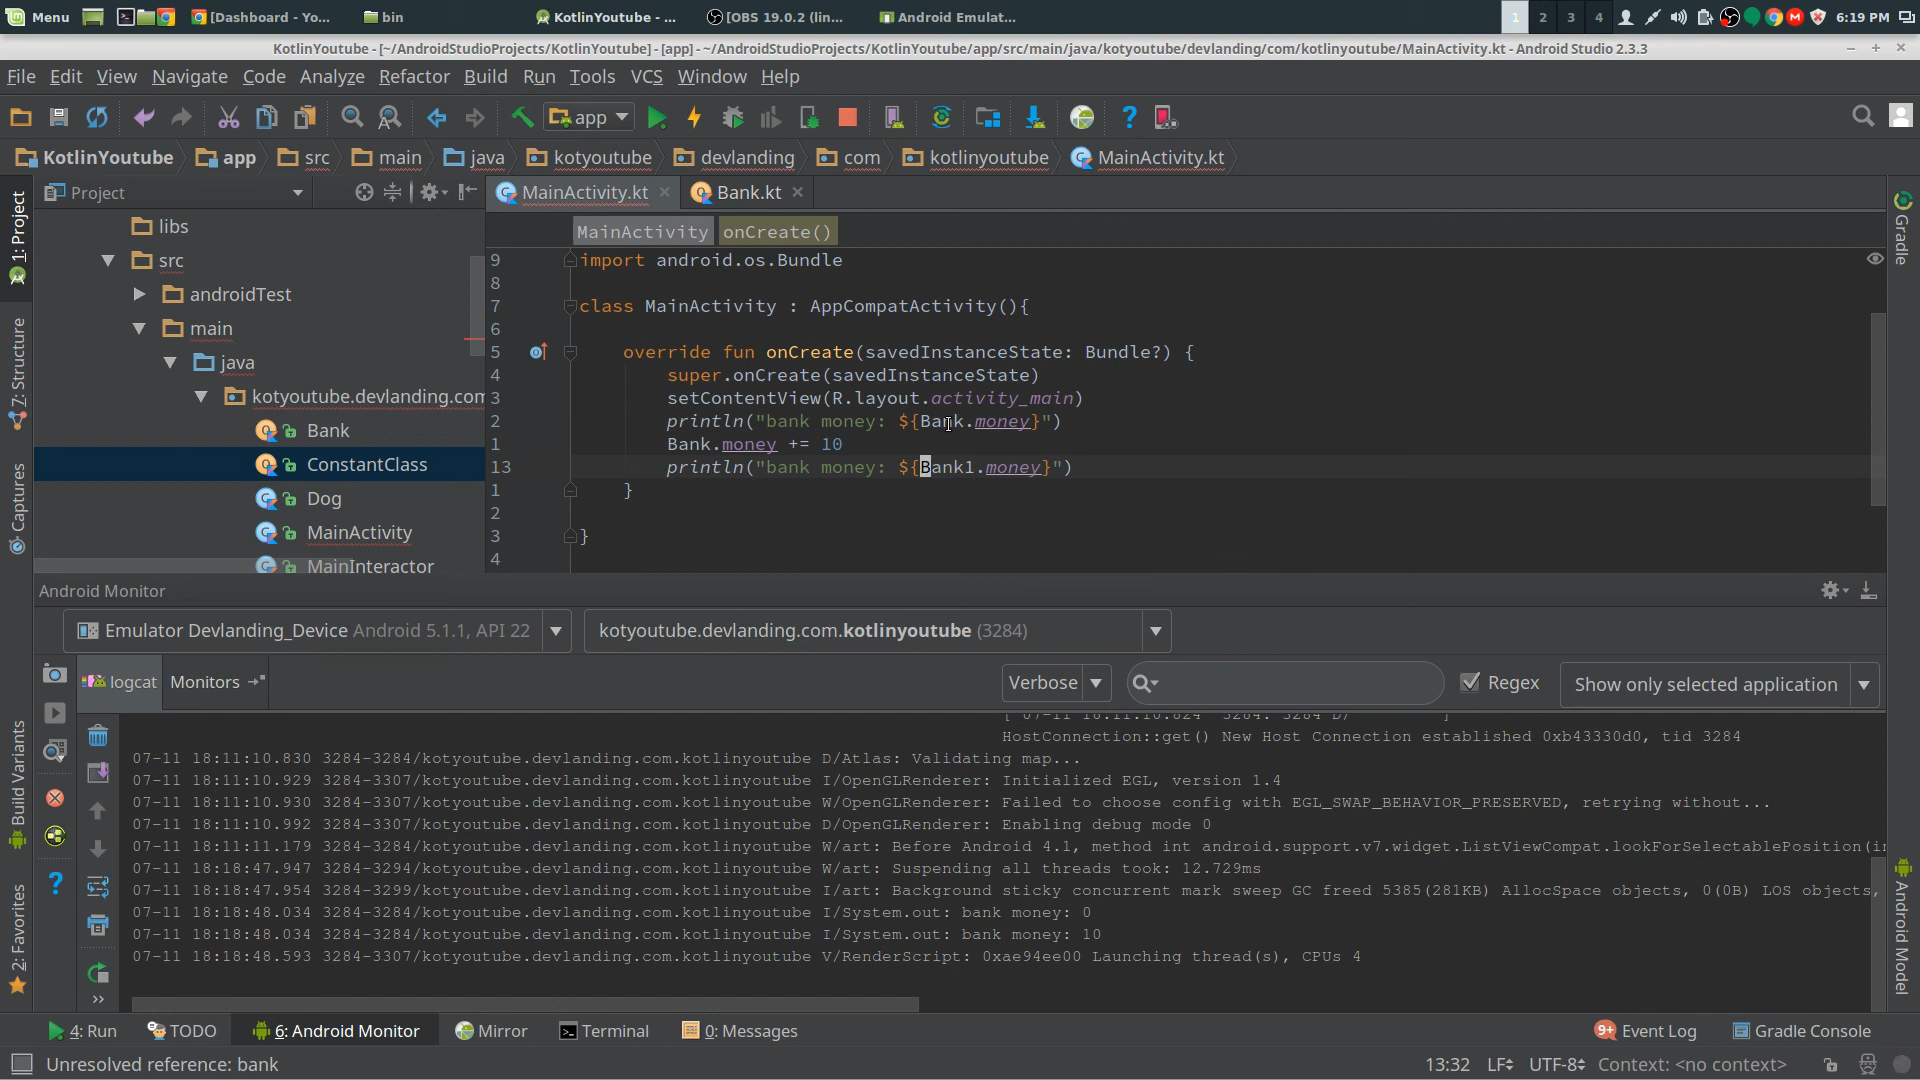 Menu [Dashboard - Yo... bin KotlinYoutube - ... [OBS 19.0.2 (lin... Android Emulat... 1 2 3 4 6:19 PM
KotlinYoutube - [~/AndroidStudioProjects/KotlinYoutube] - [app] - ~/AndroidStudioProjects/KotlinYoutube/app/src/main/java/kotyoutube/devlanding/com/kotlinyoutube/MainActivity.kt - Android Studio 2.3.3
File Edit View Navigate Code Analyze Refactor Build Run Tools VCS Window Help
app
KotlinYoutube app src main java kotyoutube devlanding com kotlinyoutube MainActivity.kt
Project MainActivity.kt Bank.kt
1: Project
7: Structure
Captures
Build Variants
2: Favorites
libs
src
androidTest
main
java
kotyoutube.devlanding.com
Bank
ConstantClass
Dog
MainActivity
MainInteractor
MainActivity onCreate()
9 import android.os.Bundle
8
7 class MainActivity : AppCompatActivity(){
6
5 override fun onCreate(savedInstanceState: Bundle?) {
4 super.onCreate(savedInstanceState)
3 setContentView(R.layout.activity_main)
2 println("bank money: ${Bank.money}")
1 Bank.money += 10
13 println("bank money: ${Bank1.money}")
1 }
2
3 }
4
Gradle
Android Model
Android Monitor
Emulator Devlanding_Device Android 5.1.1, API 22 kotyoutube.devlanding.com.kotlinyoutube (3284)
logcat Monitors Verbose Regex Show only selected application
[ 07-11 18:11:10.824 3284: 3284 D/ ]
HostConnection::get() New Host Connection established 0xb43330d0, tid 3284
07-11 18:11:10.830 3284-3284/kotyoutube.devlanding.com.kotlinyoutube D/Atlas: Validating map...
07-11 18:11:10.929 3284-3307/kotyoutube.devlanding.com.kotlinyoutube I/OpenGLRenderer: Initialized EGL, version 1.4
07-11 18:11:10.930 3284-3307/kotyoutube.devlanding.com.kotlinyoutube W/OpenGLRenderer: Failed to choose config with EGL_SWAP_BEHAVIOR_PRESERVED, retrying without...
07-11 18:11:10.992 3284-3307/kotyoutube.devlanding.com.kotlinyoutube D/OpenGLRenderer: Enabling debug mode 0
07-11 18:11:11.179 3284-3284/kotyoutube.devlanding.com.kotlinyoutube W/art: Before Android 4.1, method int android.support.v7.widget.ListViewCompat.lookForSelectablePosition(in
07-11 18:18:47.947 3284-3294/kotyoutube.devlanding.com.kotlinyoutube W/art: Suspending all threads took: 12.729ms
07-11 18:18:47.954 3284-3299/kotyoutube.devlanding.com.kotlinyoutube I/art: Background sticky concurrent mark sweep GC freed 5385(281KB) AllocSpace objects, 0(0B) LOS objects,
07-11 18:18:48.034 3284-3284/kotyoutube.devlanding.com.kotlinyoutube I/System.out: bank money: 0
07-11 18:18:48.034 3284-3284/kotyoutube.devlanding.com.kotlinyoutube I/System.out: bank money: 10
07-11 18:18:48.593 3284-3307/kotyoutube.devlanding.com.kotlinyoutube V/RenderScript: 0xae94ee00 Launching thread(s), CPUs 4
4: Run TODO 6: Android Monitor Mirror Terminal 0: Messages 9+ Event Log Gradle Console
Unresolved reference: bank 13:32 LF UTF-8 Context: <no context>